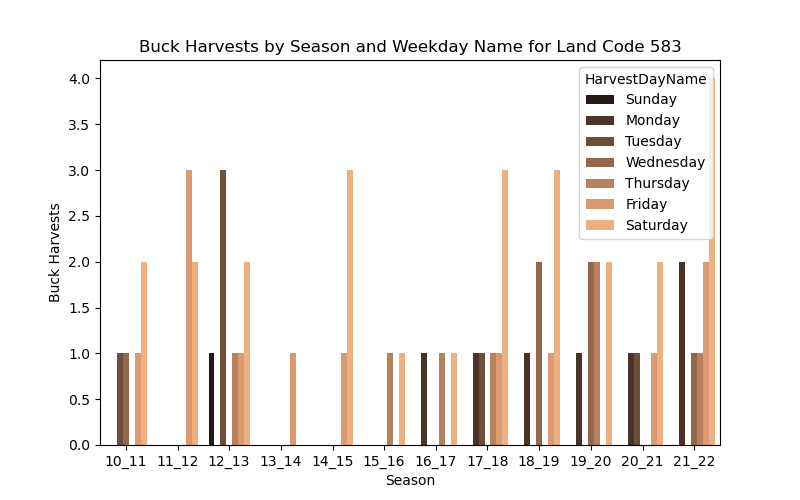 Buck Harvests by Season and Weekday Name for Land Code 583
HarvestDayName
Sunday
Monday
Tuesday
Wednesday
Thursday
Friday
Saturday
4.0
3.5
3.0
2.5
2.0
1.5
1.0
0.5
0.0
Buck Harvests
10_11 11_12 12_13 13_14 14_15 15_16 16_17 17_18 18_19 19_20 20_21 21_22
Season